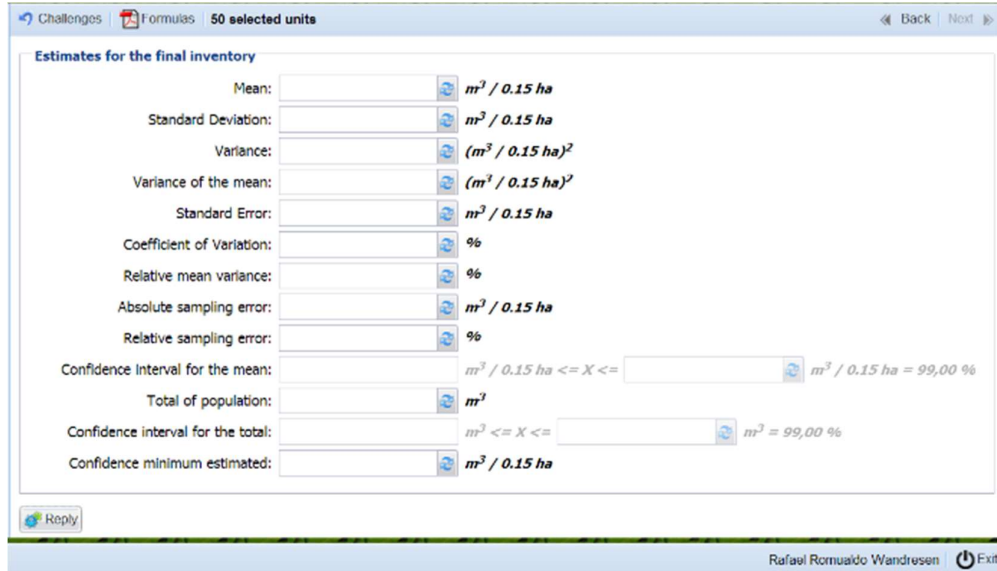 Challenges Formulas 50 selected units Back Next
Estimates for the final inventory
Mean: m³ / 0.15 ha
Standard Deviation: m³ / 0.15 ha
Variance: (m³ / 0.15 ha)²
Variance of the mean: (m³ / 0.15 ha)²
Standard Error: m³ / 0.15 ha
Coefficient of Variation: %
Relative mean variance: %
Absolute sampling error: m³ / 0.15 ha
Relative sampling error: %
Confidence interval for the mean: m³ / 0.15 ha <= X <= m³ / 0.15 ha = 99,00 %
Total of population: m³
Confidence interval for the total: m³ <= X <= m³ = 99,00 %
Confidence minimum estimated: m³ / 0.15 ha
Reply
Rafael Romualdo Wandresen Exit